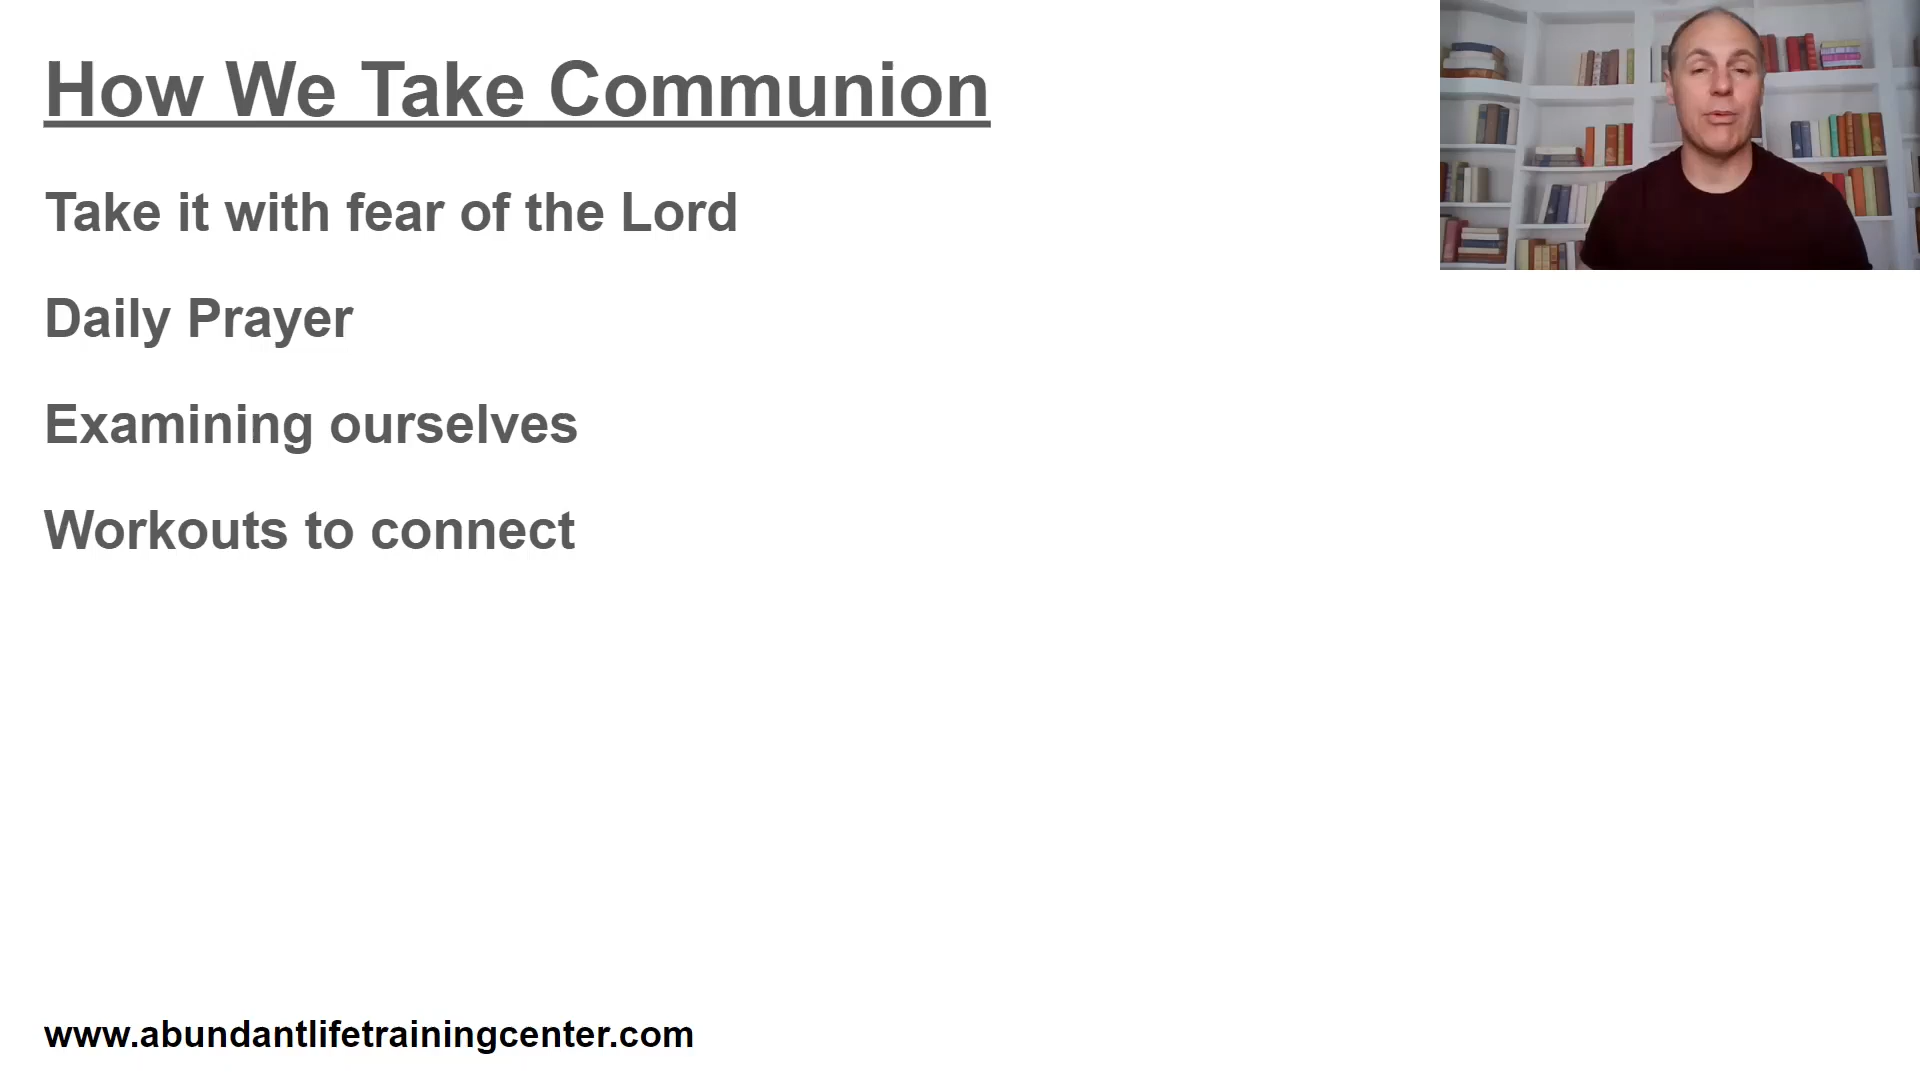 How We Take Communion
Take it with fear of the Lord
Daily Prayer
Examining ourselves
Workouts to connect
www.abundantlifetrainingcenter.com